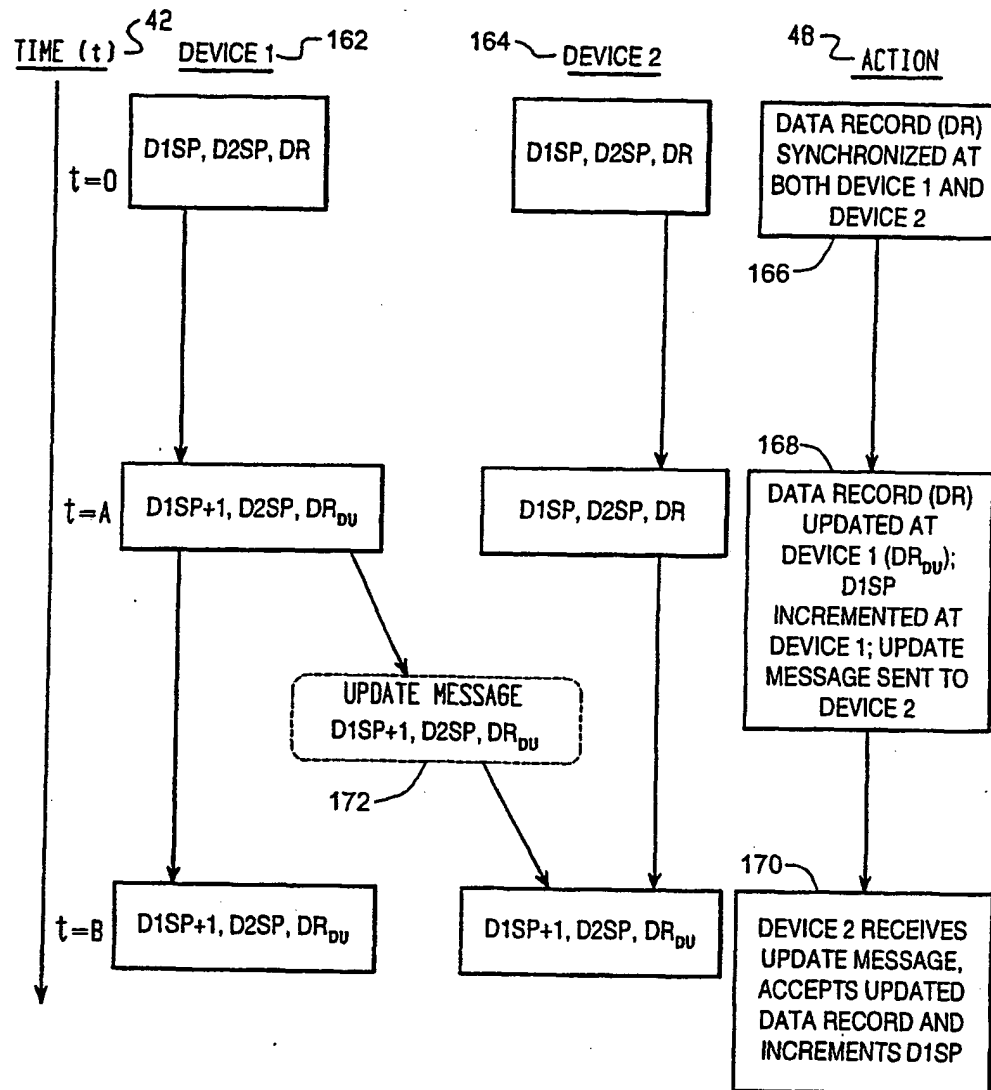 TIME (t) 42 DEVICE 1 162 164 DEVICE 2 48 ACTION
t=0
D1SP, D2SP, DR
D1SP, D2SP, DR
DATA RECORD (DR)
SYNCHRONIZED AT
BOTH DEVICE 1 AND
DEVICE 2
166
t=A
D1SP+1, D2SP, DR_DU
D1SP, D2SP, DR
168
DATA RECORD (DR)
UPDATED AT
DEVICE 1 (DR_DU);
D1SP
INCREMENTED AT
DEVICE 1; UPDATE
MESSAGE SENT TO
DEVICE 2
UPDATE MESSAGE
D1SP+1, D2SP, DR_DU
172
t=B
D1SP+1, D2SP, DR_DU
D1SP+1, D2SP, DR_DU
170
DEVICE 2 RECEIVES
UPDATE MESSAGE,
ACCEPTS UPDATED
DATA RECORD AND
INCREMENTS D1SP